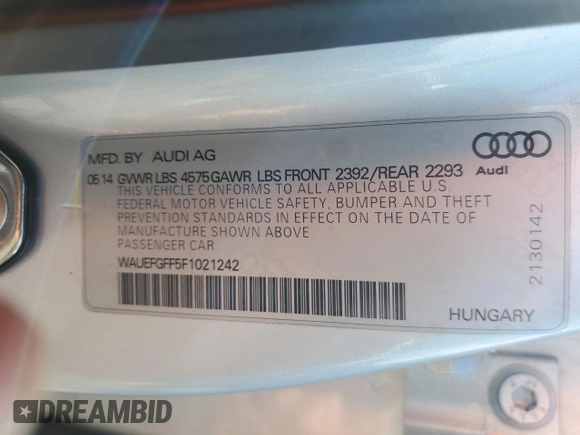 MFD. BY AUDI AG
05 14 GVWR LBS 4575 GAWR LBS FRONT 2392/REAR 2293
THIS VEHICLE CONFORMS TO ALL APPLICABLE U.S.
FEDERAL MOTOR VEHICLE SAFETY, BUMPER AND THEFT
PREVENTION STANDARDS IN EFFECT ON THE DATE OF
MANUFACTURE SHOWN ABOVE
PASSENGER CAR
WAUEFGFF5F1021242
Audi
2130142
HUNGARY
DREAMBID